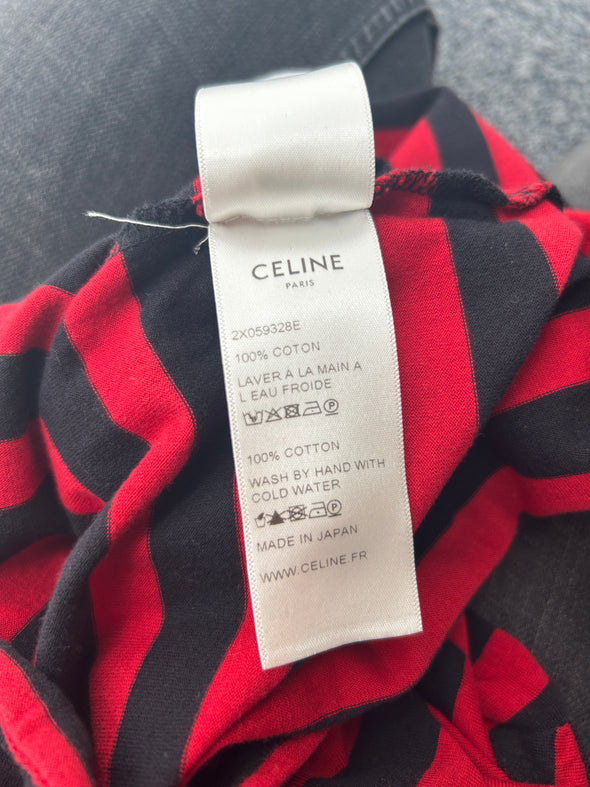 CELINE
PARIS
2X059328E
100% COTON
LAVER À LA MAIN A
L EAU FROIDE
100% COTTON
WASH BY HAND WITH
COLD WATER
MADE IN JAPAN
WWW.CELINE.FR